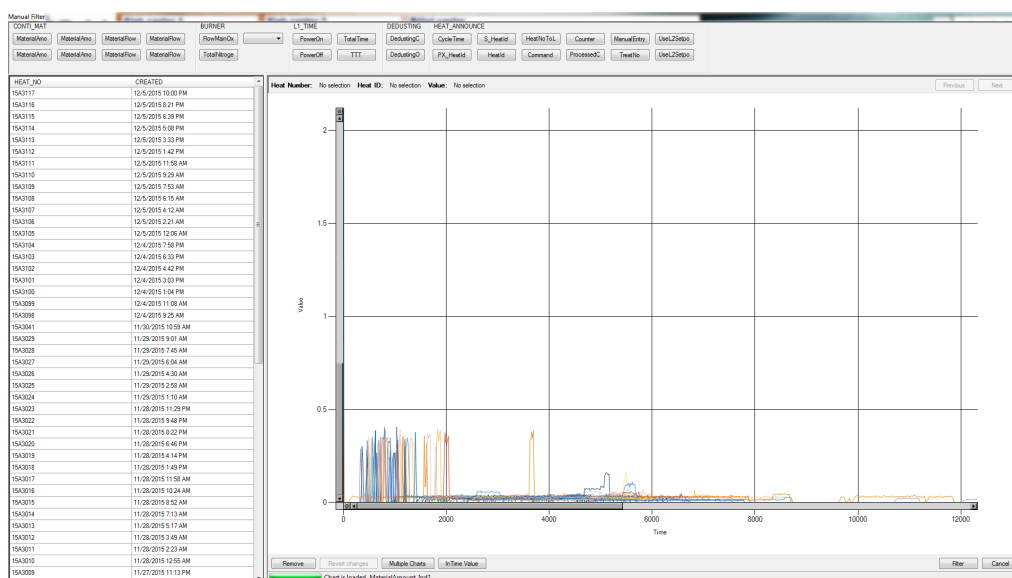 Manual Filter
CONTI_MAT BURNER L1_TIME DEDUSTING HEAT_ANNOUNCE
MaterialAmo MaterialAmo MaterialFlow MaterialFlow FlowMainOx PowerOn TotalTime DedustingC CycleTime S_HeatId HeatNoToL Counter ManualEntry UseL2Setpo
MaterialAmo MaterialAmo MaterialFlow MaterialFlow TotalNitroge PowerOff TTT DedustingO PX_HeatId HeatId Command ProcessedC TreatNo UseL2Setpo
HEAT_NO CREATED
Heat Number: No selection Heat ID: No selection Value: No selection Previous Next
15A3117 12/5/2015 10:00 PM
15A3116 12/5/2015 8:21 PM
15A3115 12/5/2015 6:39 PM
15A3114 12/5/2015 5:08 PM
15A3113 12/5/2015 3:33 PM
15A3112 12/5/2015 1:42 PM
15A3111 12/5/2015 11:58 AM
15A3110 12/5/2015 9:29 AM
15A3109 12/5/2015 7:53 AM
15A3108 12/5/2015 6:15 AM
15A3107 12/5/2015 4:12 AM
15A3106 12/5/2015 2:21 AM
15A3105 12/5/2015 12:06 AM
15A3104 12/4/2015 7:58 PM
15A3103 12/4/2015 6:33 PM
15A3102 12/4/2015 4:42 PM
15A3101 12/4/2015 3:03 PM
15A3100 12/4/2015 1:04 PM
15A3099 12/4/2015 11:08 AM
15A3098 12/4/2015 9:25 AM
15A3041 11/30/2015 10:59 AM
15A3029 11/29/2015 9:01 AM
15A3028 11/29/2015 7:45 AM
15A3027 11/29/2015 6:04 AM
15A3026 11/29/2015 4:30 AM
15A3025 11/29/2015 2:58 AM
15A3024 11/29/2015 1:10 AM
15A3023 11/28/2015 11:29 PM
15A3022 11/28/2015 9:48 PM
15A3021 11/28/2015 8:22 PM
15A3020 11/28/2015 6:46 PM
15A3019 11/28/2015 4:14 PM
15A3018 11/28/2015 1:49 PM
15A3017 11/28/2015 11:58 AM
15A3016 11/28/2015 10:24 AM
15A3015 11/28/2015 8:52 AM
15A3014 11/28/2015 7:13 AM
15A3013 11/28/2015 5:17 AM
15A3012 11/28/2015 3:49 AM
15A3011 11/28/2015 2:23 AM
15A3010 11/28/2015 12:55 AM
15A3009 11/27/2015 11:13 PM
2
1.5
1
0.5
0
Value
0 2000 4000 6000 8000 10000 12000
Time
Remove Revert changes Multiple Charts InTime Value Filter Cancel
Chart is loaded. MaterialAmount_Ind2